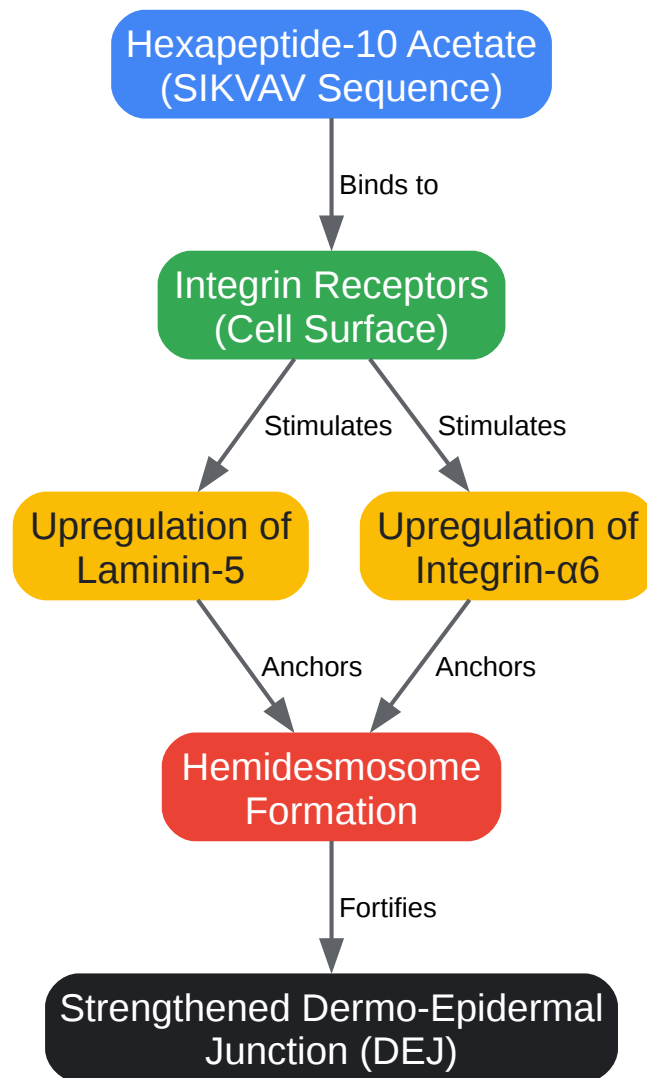 Hexapeptide-10 Acetate
(SIKVAV Sequence)
Binds to
Integrin Receptors
(Cell Surface)
Stimulates
Stimulates
Upregulation of
Laminin-5
Upregulation of
Integrin-α6
Anchors
Anchors
Hemidesmosome
Formation
Fortifies
Strengthened Dermo-Epidermal
Junction (DEJ)